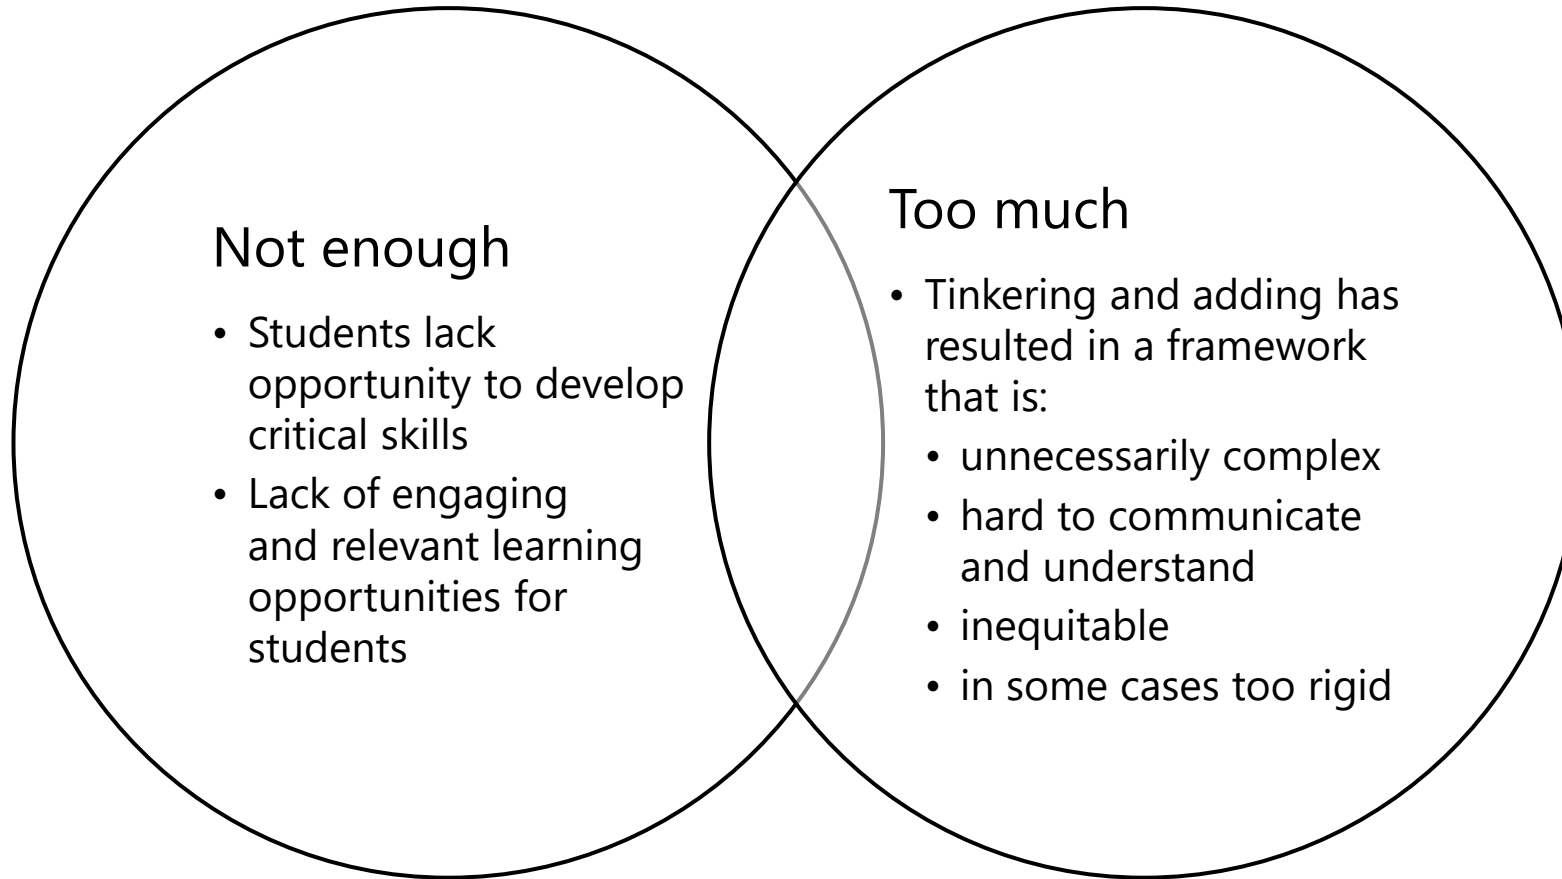 Not enough
• Students lack
opportunity to develop
critical skills
• Lack of engaging
and relevant learning
opportunities for
students
Too much
• Tinkering and adding has
resulted in a framework
that is:
• unnecessarily complex
• hard to communicate
and understand
• inequitable
• in some cases too rigid